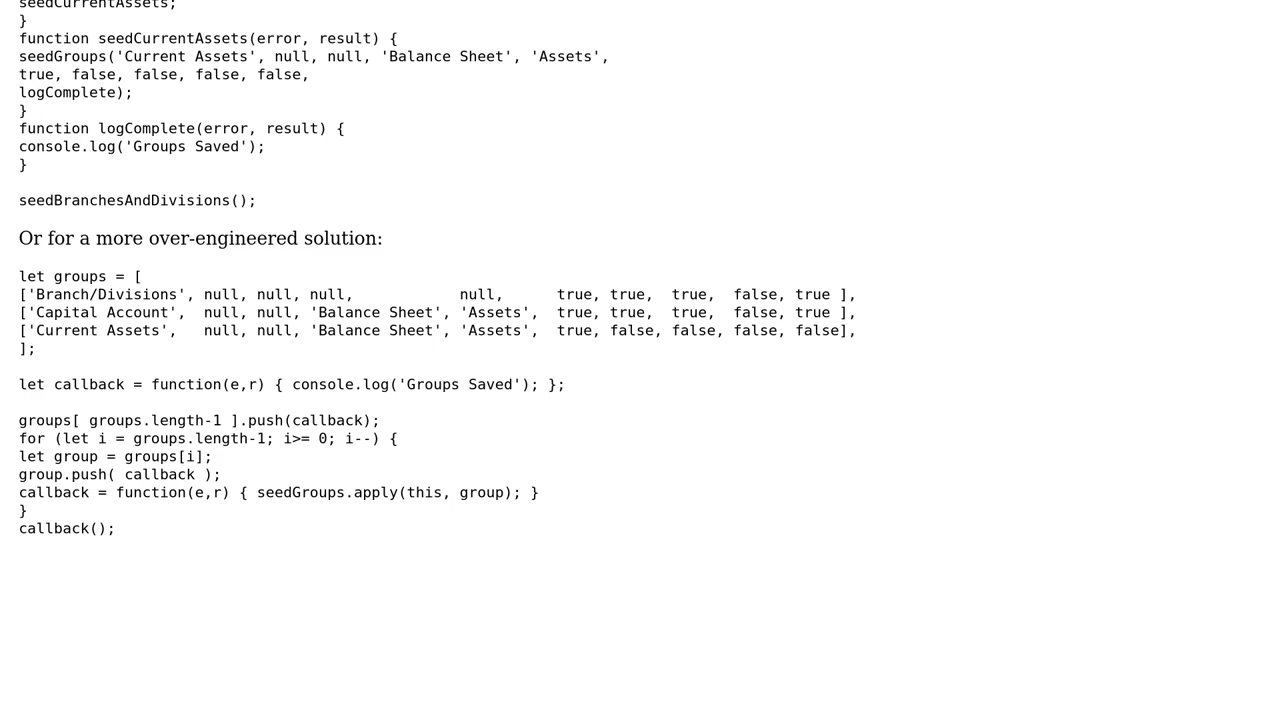 seedCurrentAssets;
}
function seedCurrentAssets(error, result) {
seedGroups('Current Assets', null, null, 'Balance Sheet', 'Assets',
true, false, false, false, false,
logComplete);
}
function logComplete(error, result) {
console.log('Groups Saved');
}

seedBranchesAndDivisions();

Or for a more over-engineered solution:

let groups = [
['Branch/Divisions', null, null, null,            null,      true, true,  true,  false, true ],
['Capital Account',  null, null, 'Balance Sheet', 'Assets',  true, true,  true,  false, true ],
['Current Assets',   null, null, 'Balance Sheet', 'Assets',  true, false, false, false, false],
];

let callback = function(e,r) { console.log('Groups Saved'); };

groups[ groups.length-1 ].push(callback);
for (let i = groups.length-1; i>= 0; i--) {
let group = groups[i];
group.push( callback );
callback = function(e,r) { seedGroups.apply(this, group); }
}
callback();